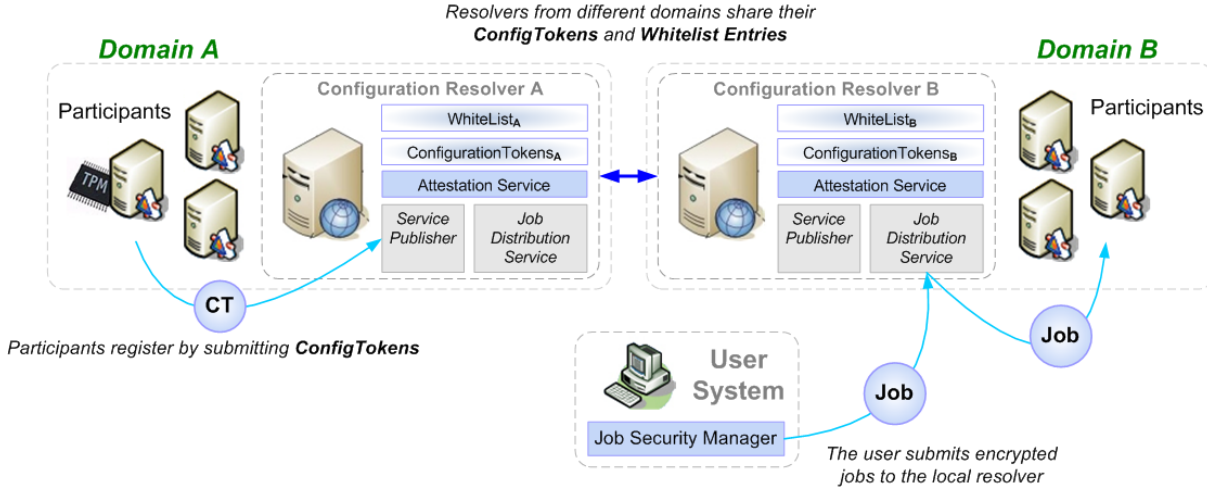 Resolvers from different domains share their
ConfigTokens and Whitelist Entries
Domain A
Domain B
Participants
TPM
Configuration Resolver A
WhiteListA
ConfigurationTokensA
Attestation Service
Service
Publisher
Job
Distribution
Service
Configuration Resolver B
WhiteListB
ConfigurationTokensB
Attestation Service
Service
Publisher
Job
Distribution
Service
Participants
CT
Participants register by submitting ConfigTokens
User
System
Job Security Manager
Job
Job
The user submits encrypted
jobs to the local resolver